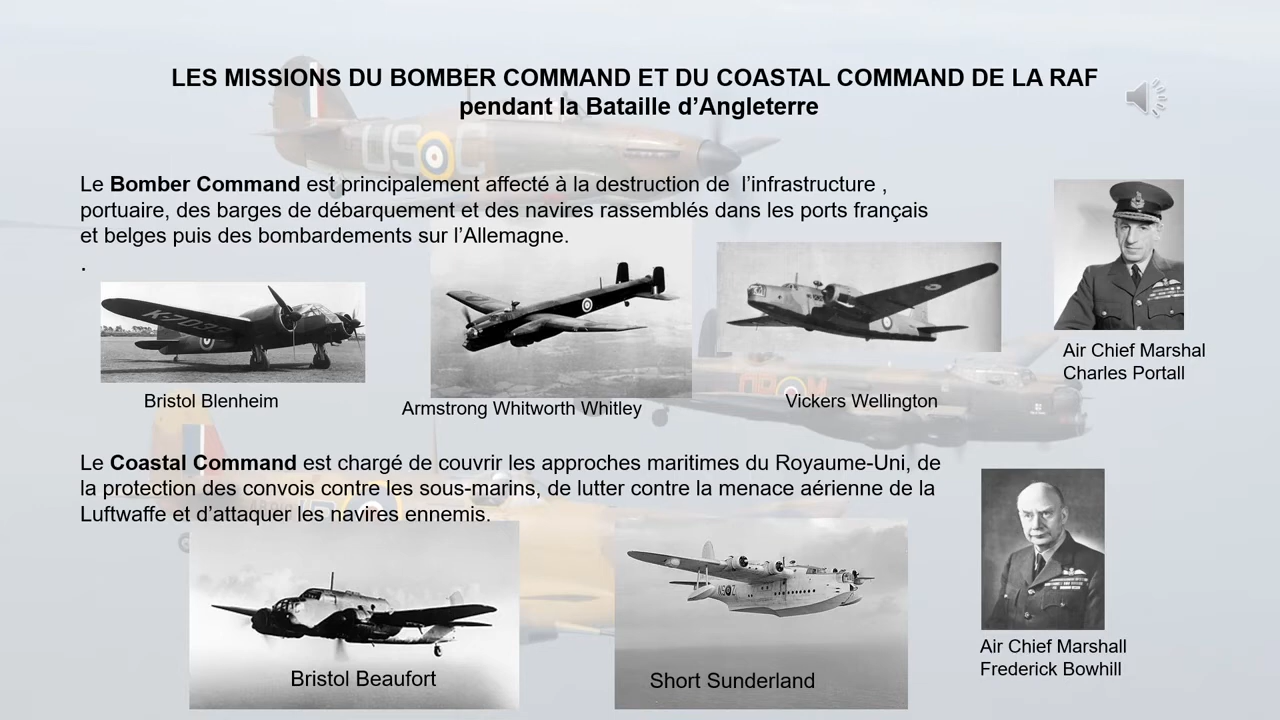 LES MISSIONS DU BOMBER COMMAND ET DU COASTAL COMMAND DE LA RAF
pendant la Bataille d’Angleterre
US C
Le Bomber Command est principalement affecté à la destruction de l’infrastructure ,
portuaire, des barges de débarquement et des navires rassemblés dans les ports français
et belges puis des bombardements sur l’Allemagne.
.
Bristol Blenheim
Armstrong Whitworth Whitley
Vickers Wellington
Air Chief Marshal
Charles Portall
Le Coastal Command est chargé de couvrir les approches maritimes du Royaume-Uni, de
la protection des convois contre les sous-marins, de lutter contre la menace aérienne de la
Luftwaffe et d’attaquer les navires ennemis.
Bristol Beaufort
Short Sunderland
Air Chief Marshall
Frederick Bowhill